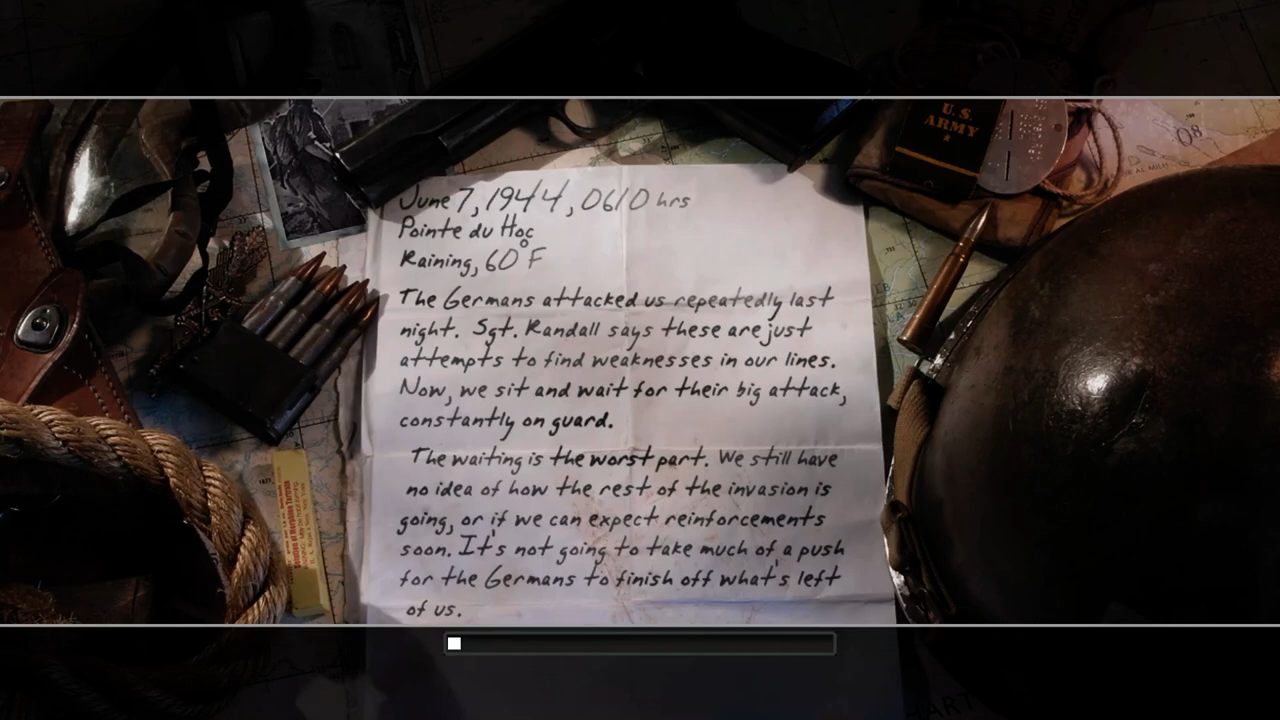 U.S.
ARMY
08
June 7, 1944, 0610 hrs
Pointe du Hoc
Raining, 60°F
The Germans attacked us repeatedly last
night. Sgt. Randall says these are just
attempts to find weaknesses in our lines.
Now, we sit and wait for their big attack,
constantly on guard.
The waiting is the worst part. We still have
no idea of how the rest of the invasion is
going, or if we can expect reinforcements
soon. It's not going to take much of a push
for the Germans to finish off what's left
of us.